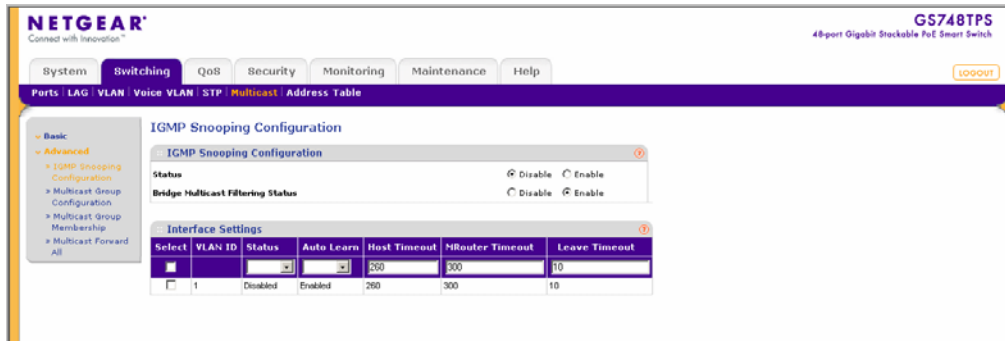 NETGEAR
Connect with Innovation™
GS748TPS
48-port Gigabit Stackable PoE Smart Switch
System Switching QoS Security Monitoring Maintenance Help
LOGOUT
Ports LAG VLAN Voice VLAN STP Multicast Address Table
Basic
Advanced
IGMP Snooping
Configuration
Multicast Group
Configuration
Multicast Group
Membership
Multicast Forward
All
IGMP Snooping Configuration
IGMP Snooping Configuration
Status Disable Enable
Bridge Multicast Filtering Status Disable Enable
Interface Settings
Select VLAN ID Status Auto Learn Host Timeout MRouter Timeout Leave Timeout
260 300 10
1 Disabled Enabled 260 300 10